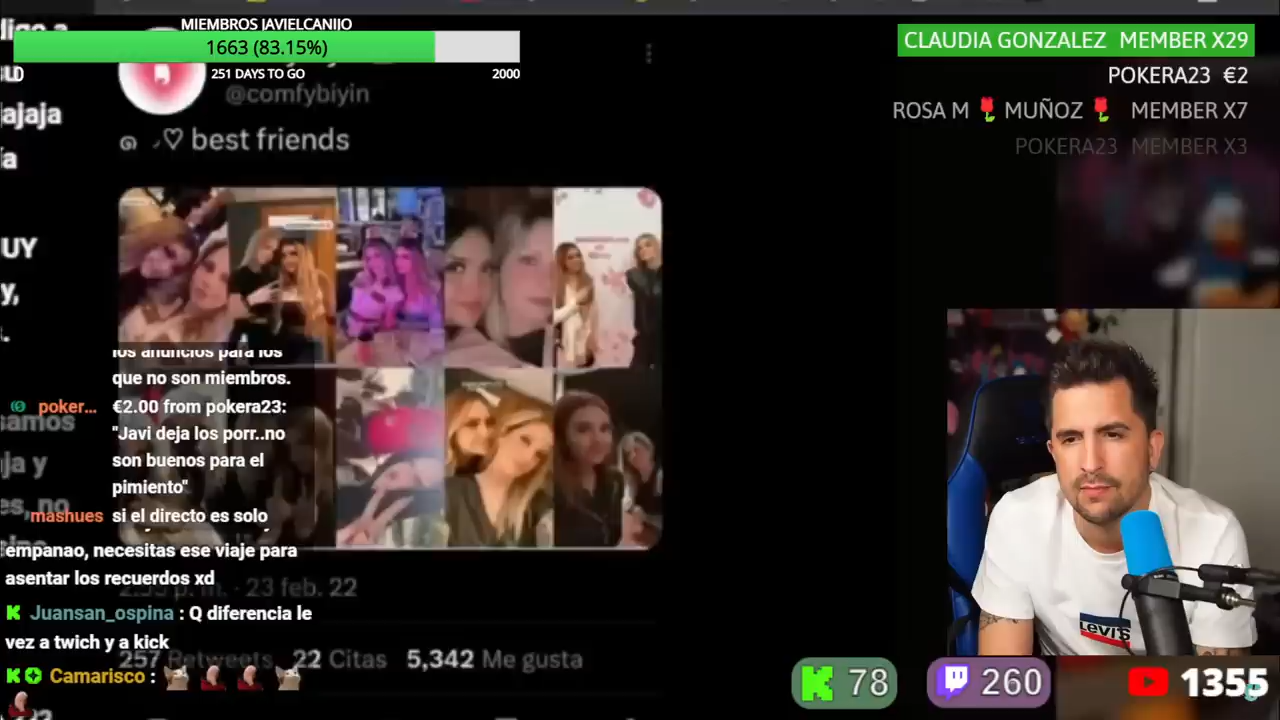 MIEMBROS JAVIELCANIJO
1663 (83.15%)
0
251 DAYS TO GO
2000
CLAUDIA GONZALEZ MEMBER X29
POKERA23 €2
ROSA M 🌷 MUÑOZ 🌷 MEMBER X7
POKERA23 MEMBER X3
@comfybiyin
best friends
los anuncios para los
que no son miembros.
poker... €2.00 from pokera23:
"Javi deja los porr..no
son buenos para el
pimiento"
mashues si el directo es solo
empanao, necesitas ese viaje para
asentar los recuerdos xd
23 feb. 22
Juansan_ospina : Q diferencia le
vez a twich y a kick
257 Retweets 22 Citas 5,342 Me gusta
Camarisco :
LEVI'S
78
260
1355